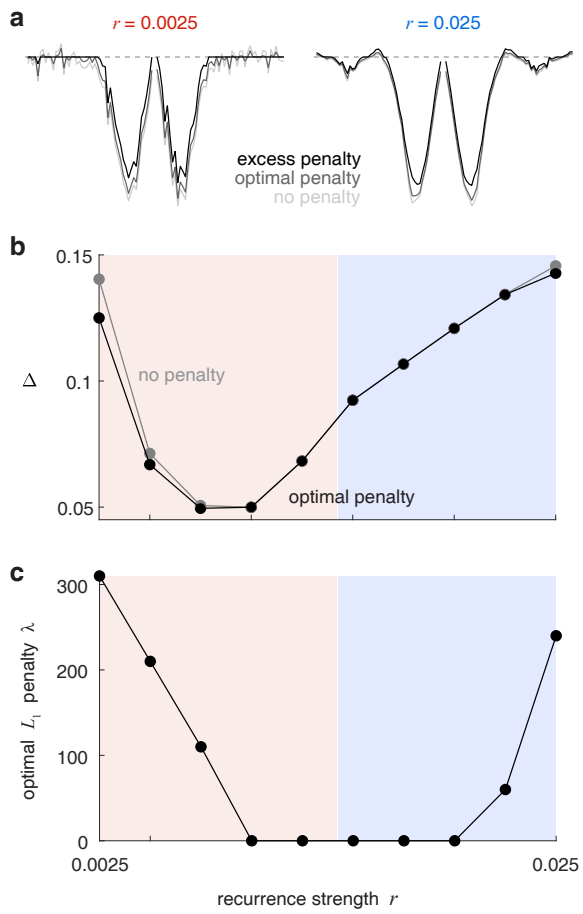 a
r = 0.0025
r = 0.025
excess penalty
optimal penalty
no penalty
b
0.15
0.1
0.05
Δ
no penalty
optimal penalty
c
300
200
100
0
optimal L₁ penalty λ
0.0025
0.025
recurrence strength r